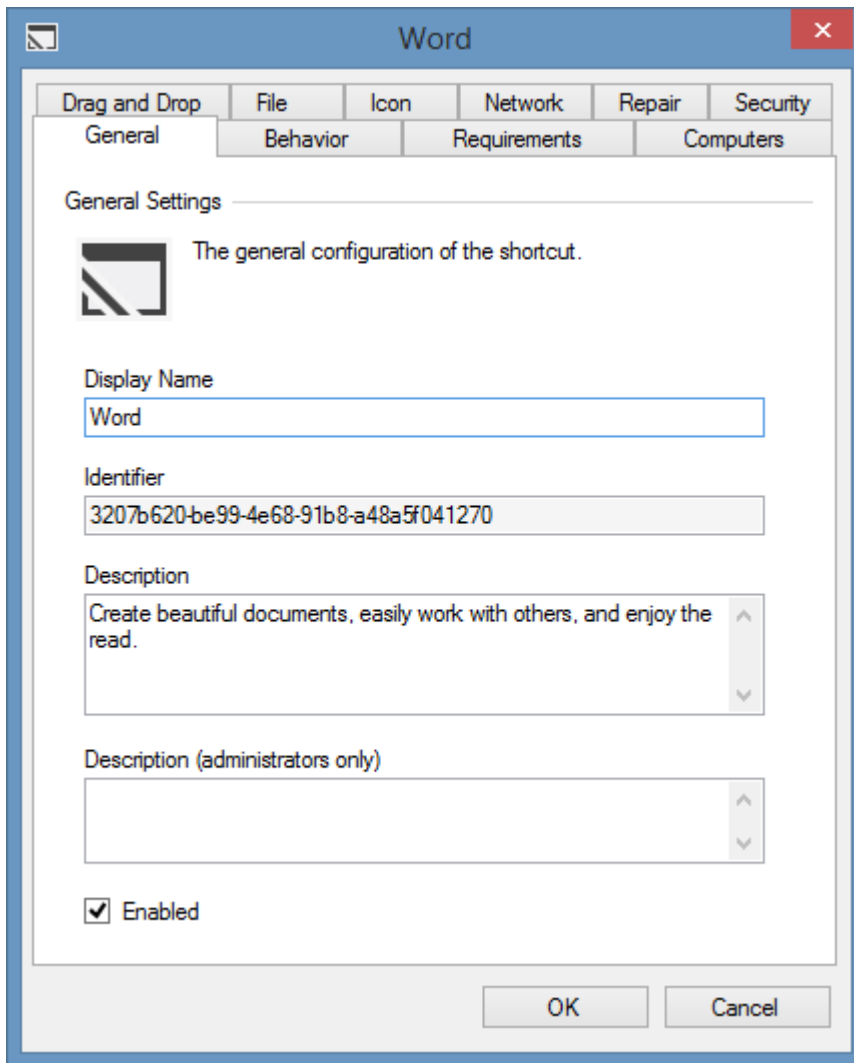 Word
Drag and Drop File Icon Network Repair Security
General Behavior Requirements Computers
General Settings
The general configuration of the shortcut.
Display Name
Word
Identifier
3207b620-be99-4e68-91b8-a48a5f041270
Description
Create beautiful documents, easily work with others, and enjoy the
read.
Description (administrators only)
Enabled
OK Cancel